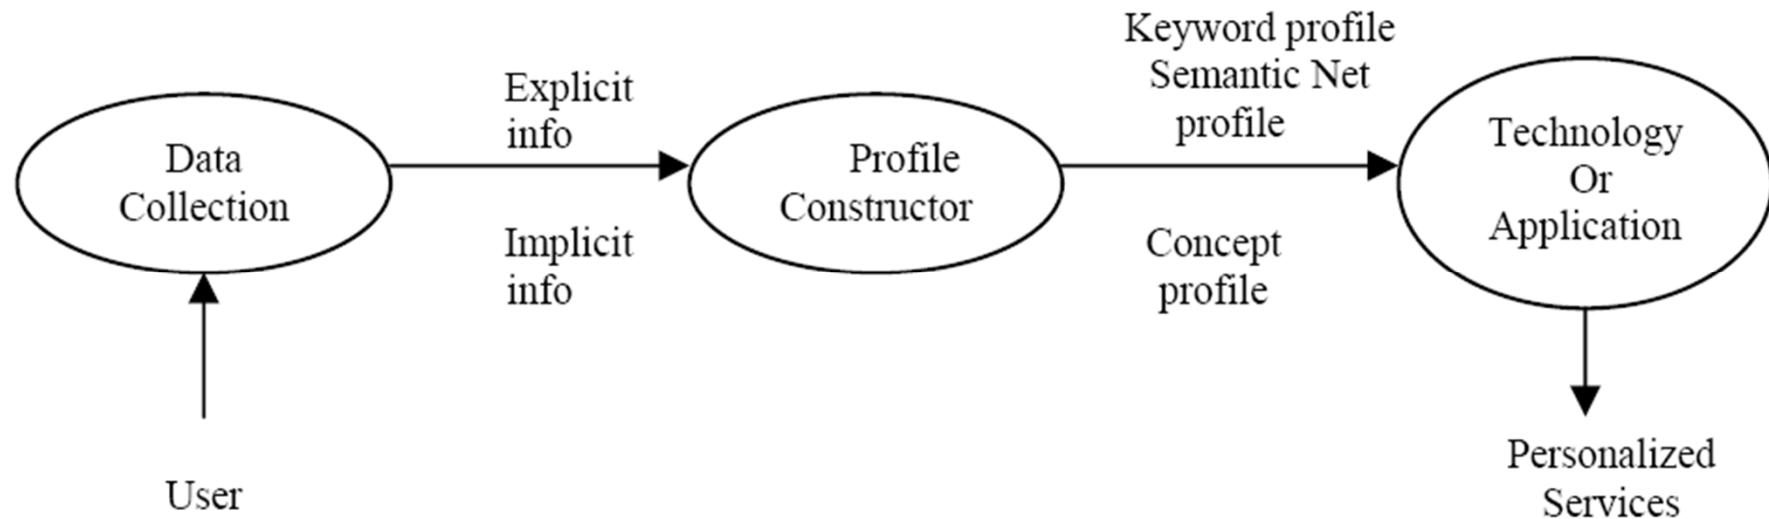 Data
Collection
User
Explicit
info
Implicit
info
Profile
Constructor
Keyword profile
Semantic Net
profile
Concept
profile
Technology
Or
Application
Personalized
Services